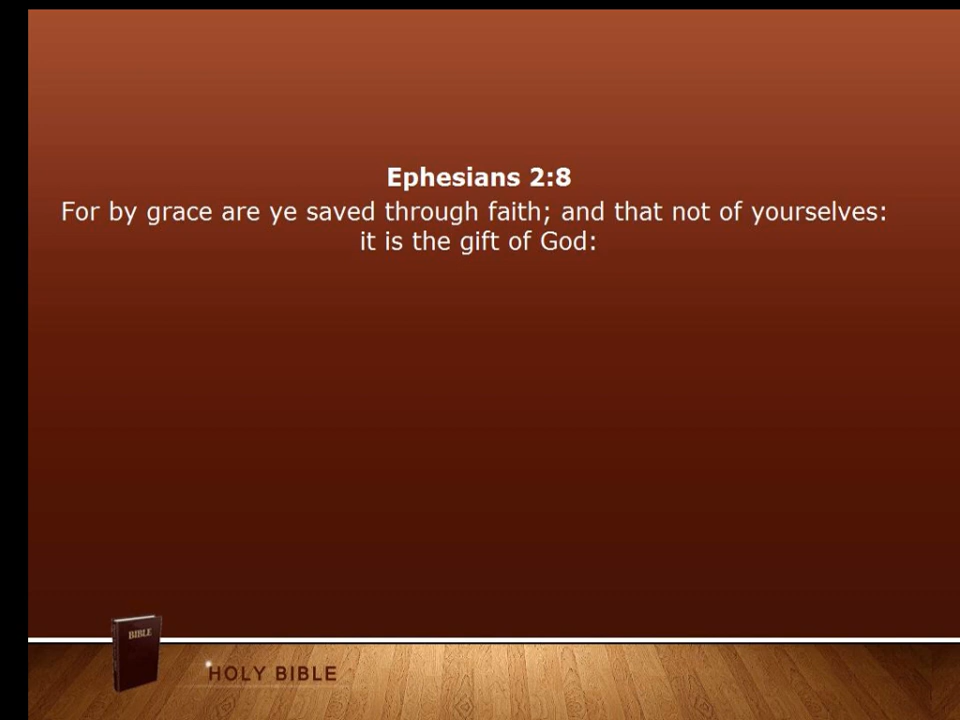 Ephesians 2:8
For by grace are ye saved through faith; and that not of yourselves:
it is the gift of God:
BIBLE
HOLY BIBLE